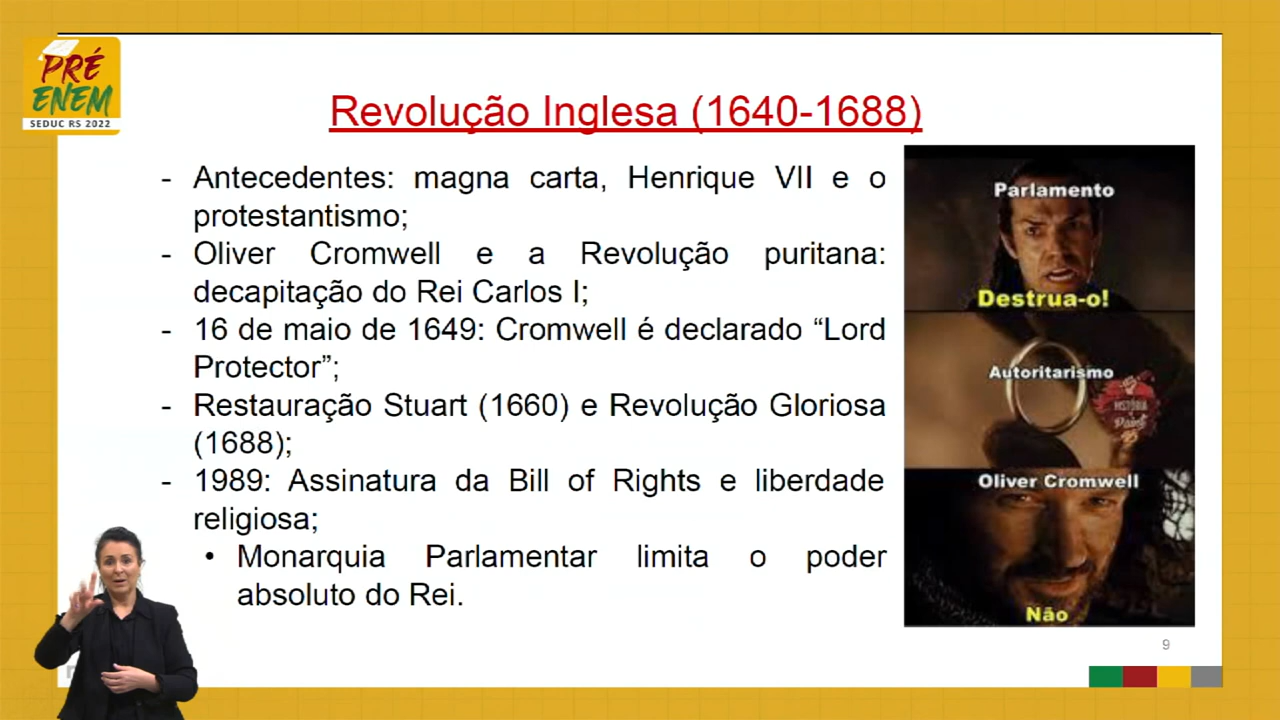 PRÉ
ENEM
SEDUC RS 2022
Revolução Inglesa (1640-1688)
- Antecedentes: magna carta, Henrique VII e o
protestantismo;
- Oliver Cromwell e a Revolução puritana:
decapitação do Rei Carlos I;
- 16 de maio de 1649: Cromwell é declarado “Lord
Protector”;
- Restauração Stuart (1660) e Revolução Gloriosa
(1688);
- 1989: Assinatura da Bill of Rights e liberdade
religiosa;
• Monarquia Parlamentar limita o poder
absoluto do Rei.
Parlamento
Destrua-o!
Autoritarismo
HISTÓRIA
Oliver Cromwell
Não
9